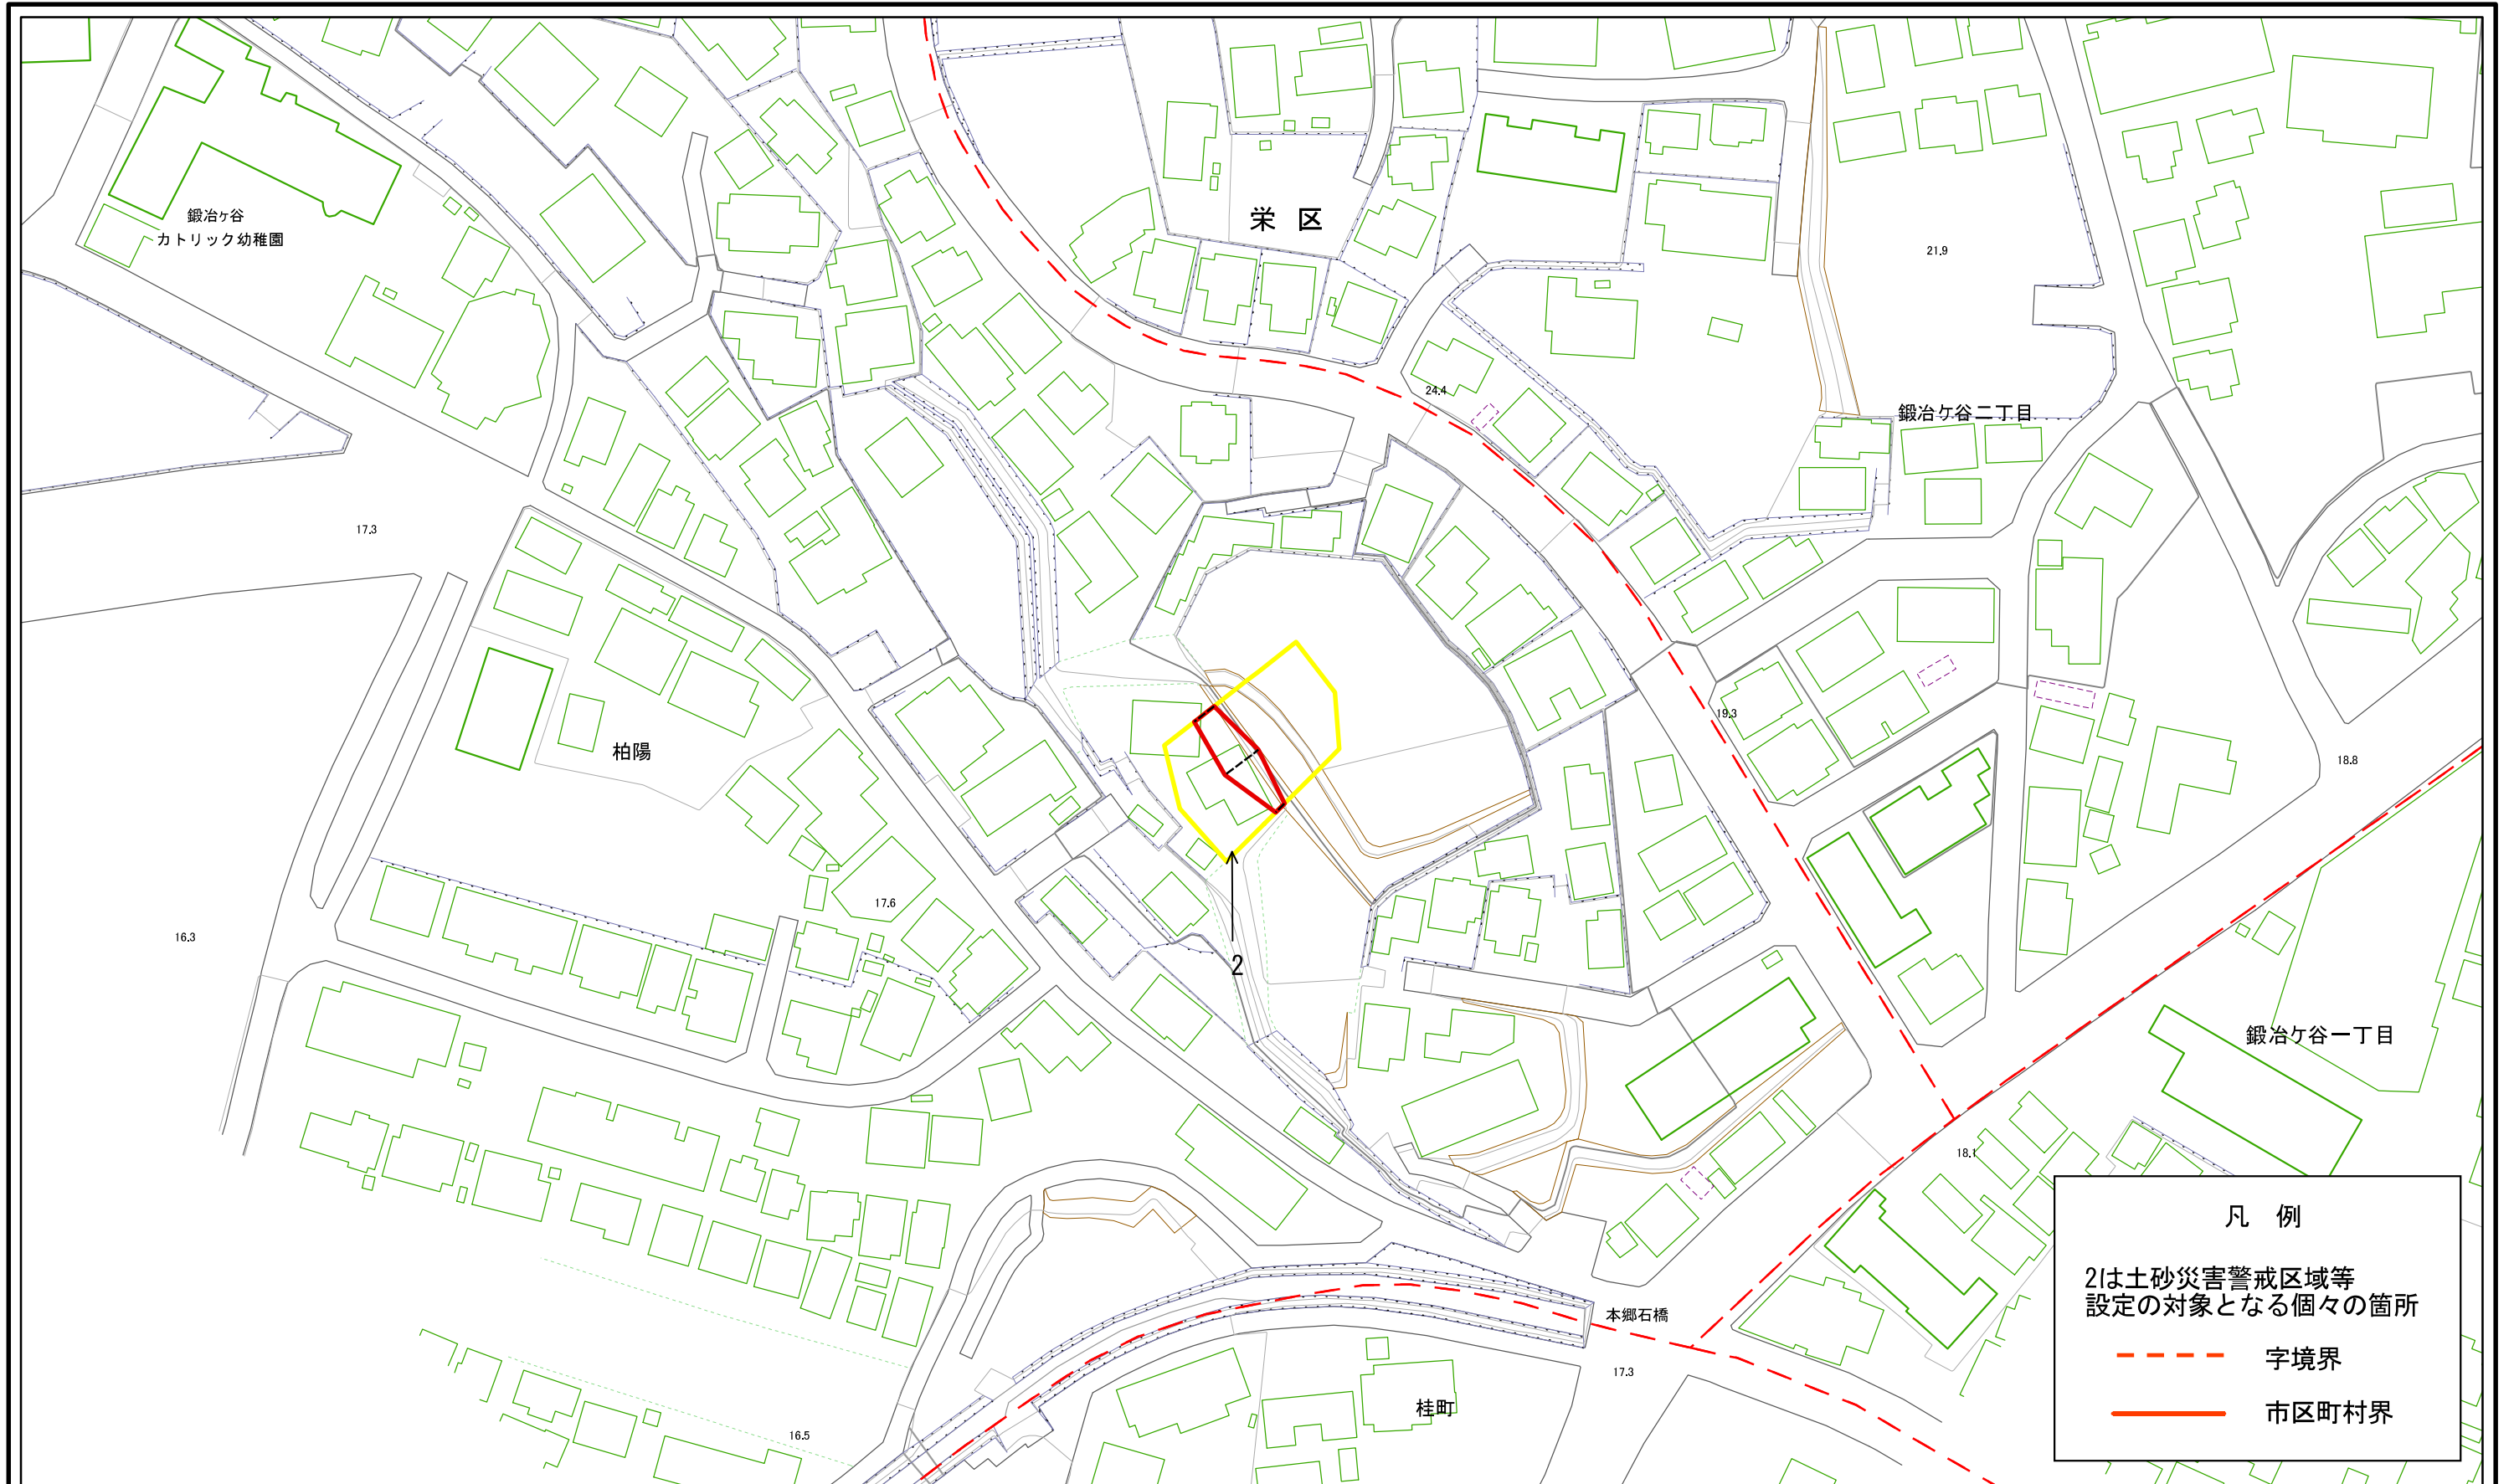 鍛冶ヶ谷
カトリック幼稚園
栄 区
21.9
24.4
鍛冶ケ谷二丁目
17.3
19.3
柏陽
18.8
17.6
16.3
2
鍛冶ケ谷一丁目
18.1
本郷石橋
17.3
桂町
16.5
凡 例
2は土砂災害警戒区域等
設定の対象となる個々の箇所
字境界
市区町村界